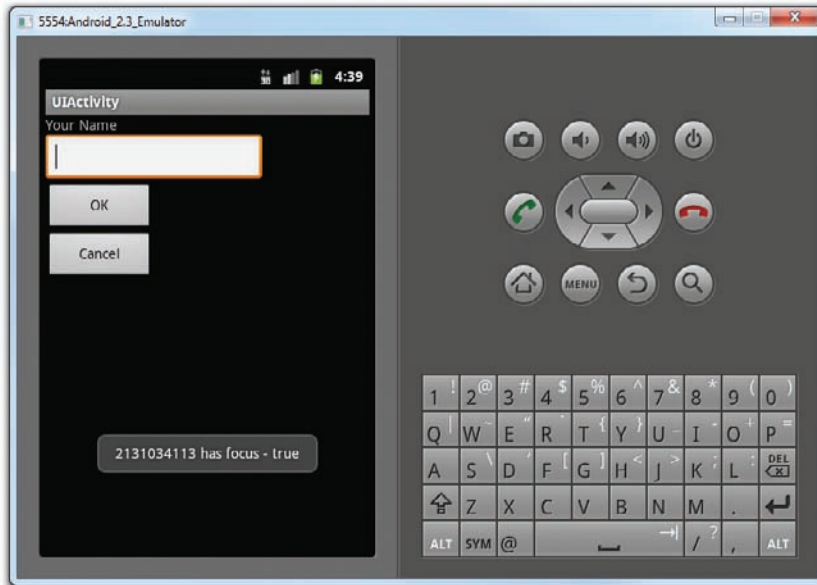 5554:Android_2.3_Emulator
4:39
UIActivity
Your Name
OK
Cancel
2131034113 has focus - true
MENU
1 ! 2 @ 3 # 4 $ 5 % 6 ^ 7 & 8 * 9 ( 0 )
Q | W ~ E " R ` T { Y } U _ I - O + P =
A S \ D ' F [ G ] H < J > K ; L : DEL
Z X C V B N M .
ALT SYM @ / ? , ALT